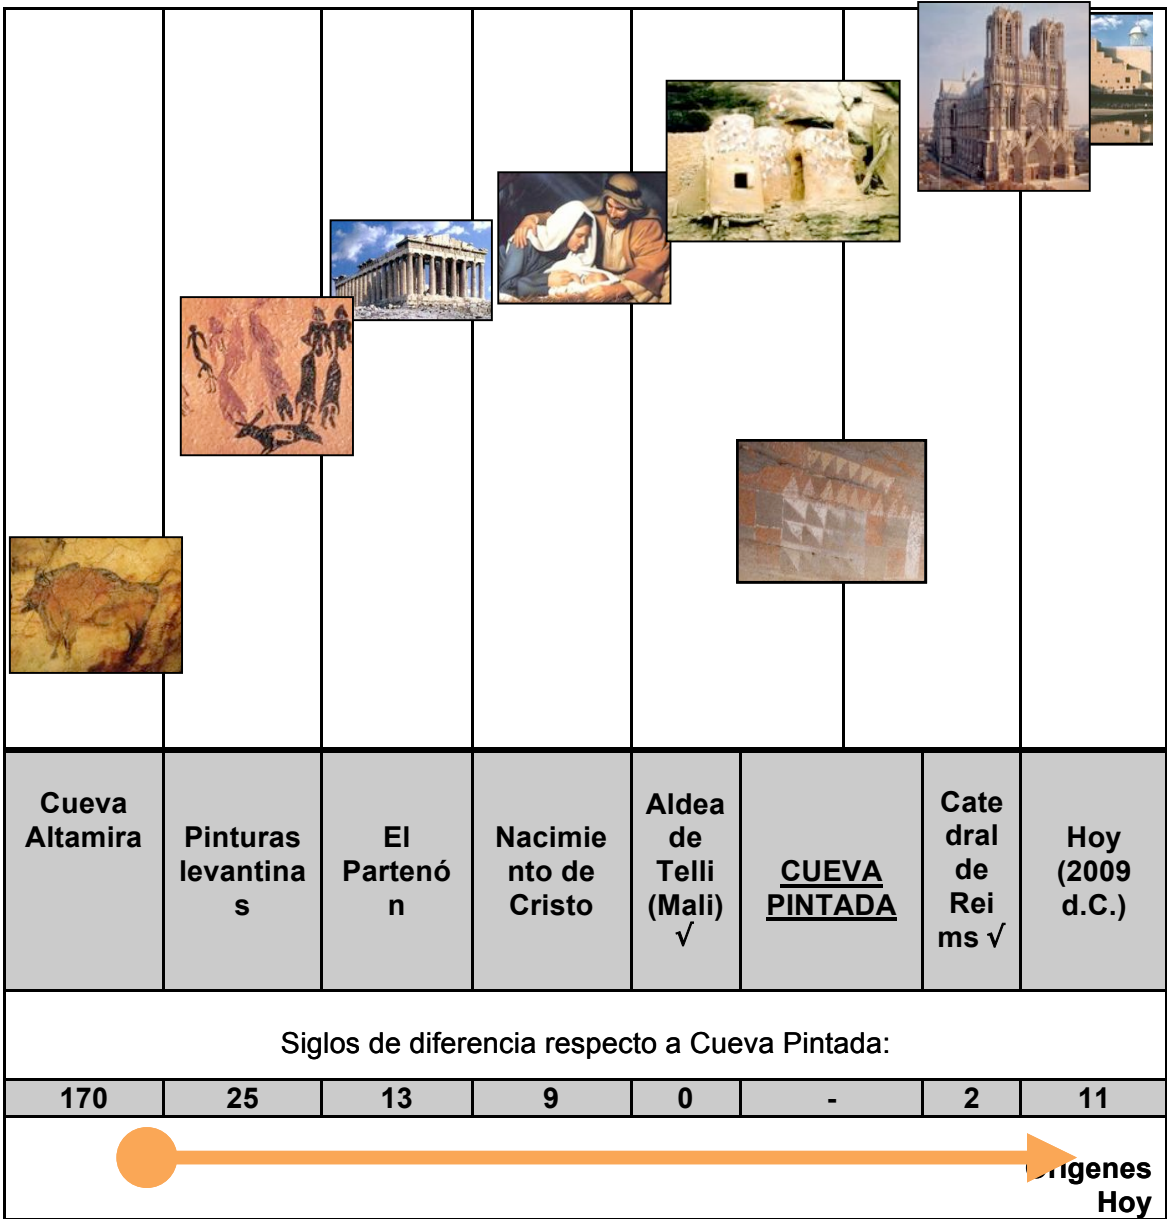 Cueva
Altamira
Pinturas
levantina
s
El
Partenó
n
Nacimie
nto de
Cristo
Aldea
de
Telli
(Mali)
√
CUEVA
PINTADA
Cate
dral
de
Rei
ms √
Hoy
(2009
d.C.)
Siglos de diferencia respecto a Cueva Pintada:
170 25 13 9 0 - 2 11
Orígenes
Hoy